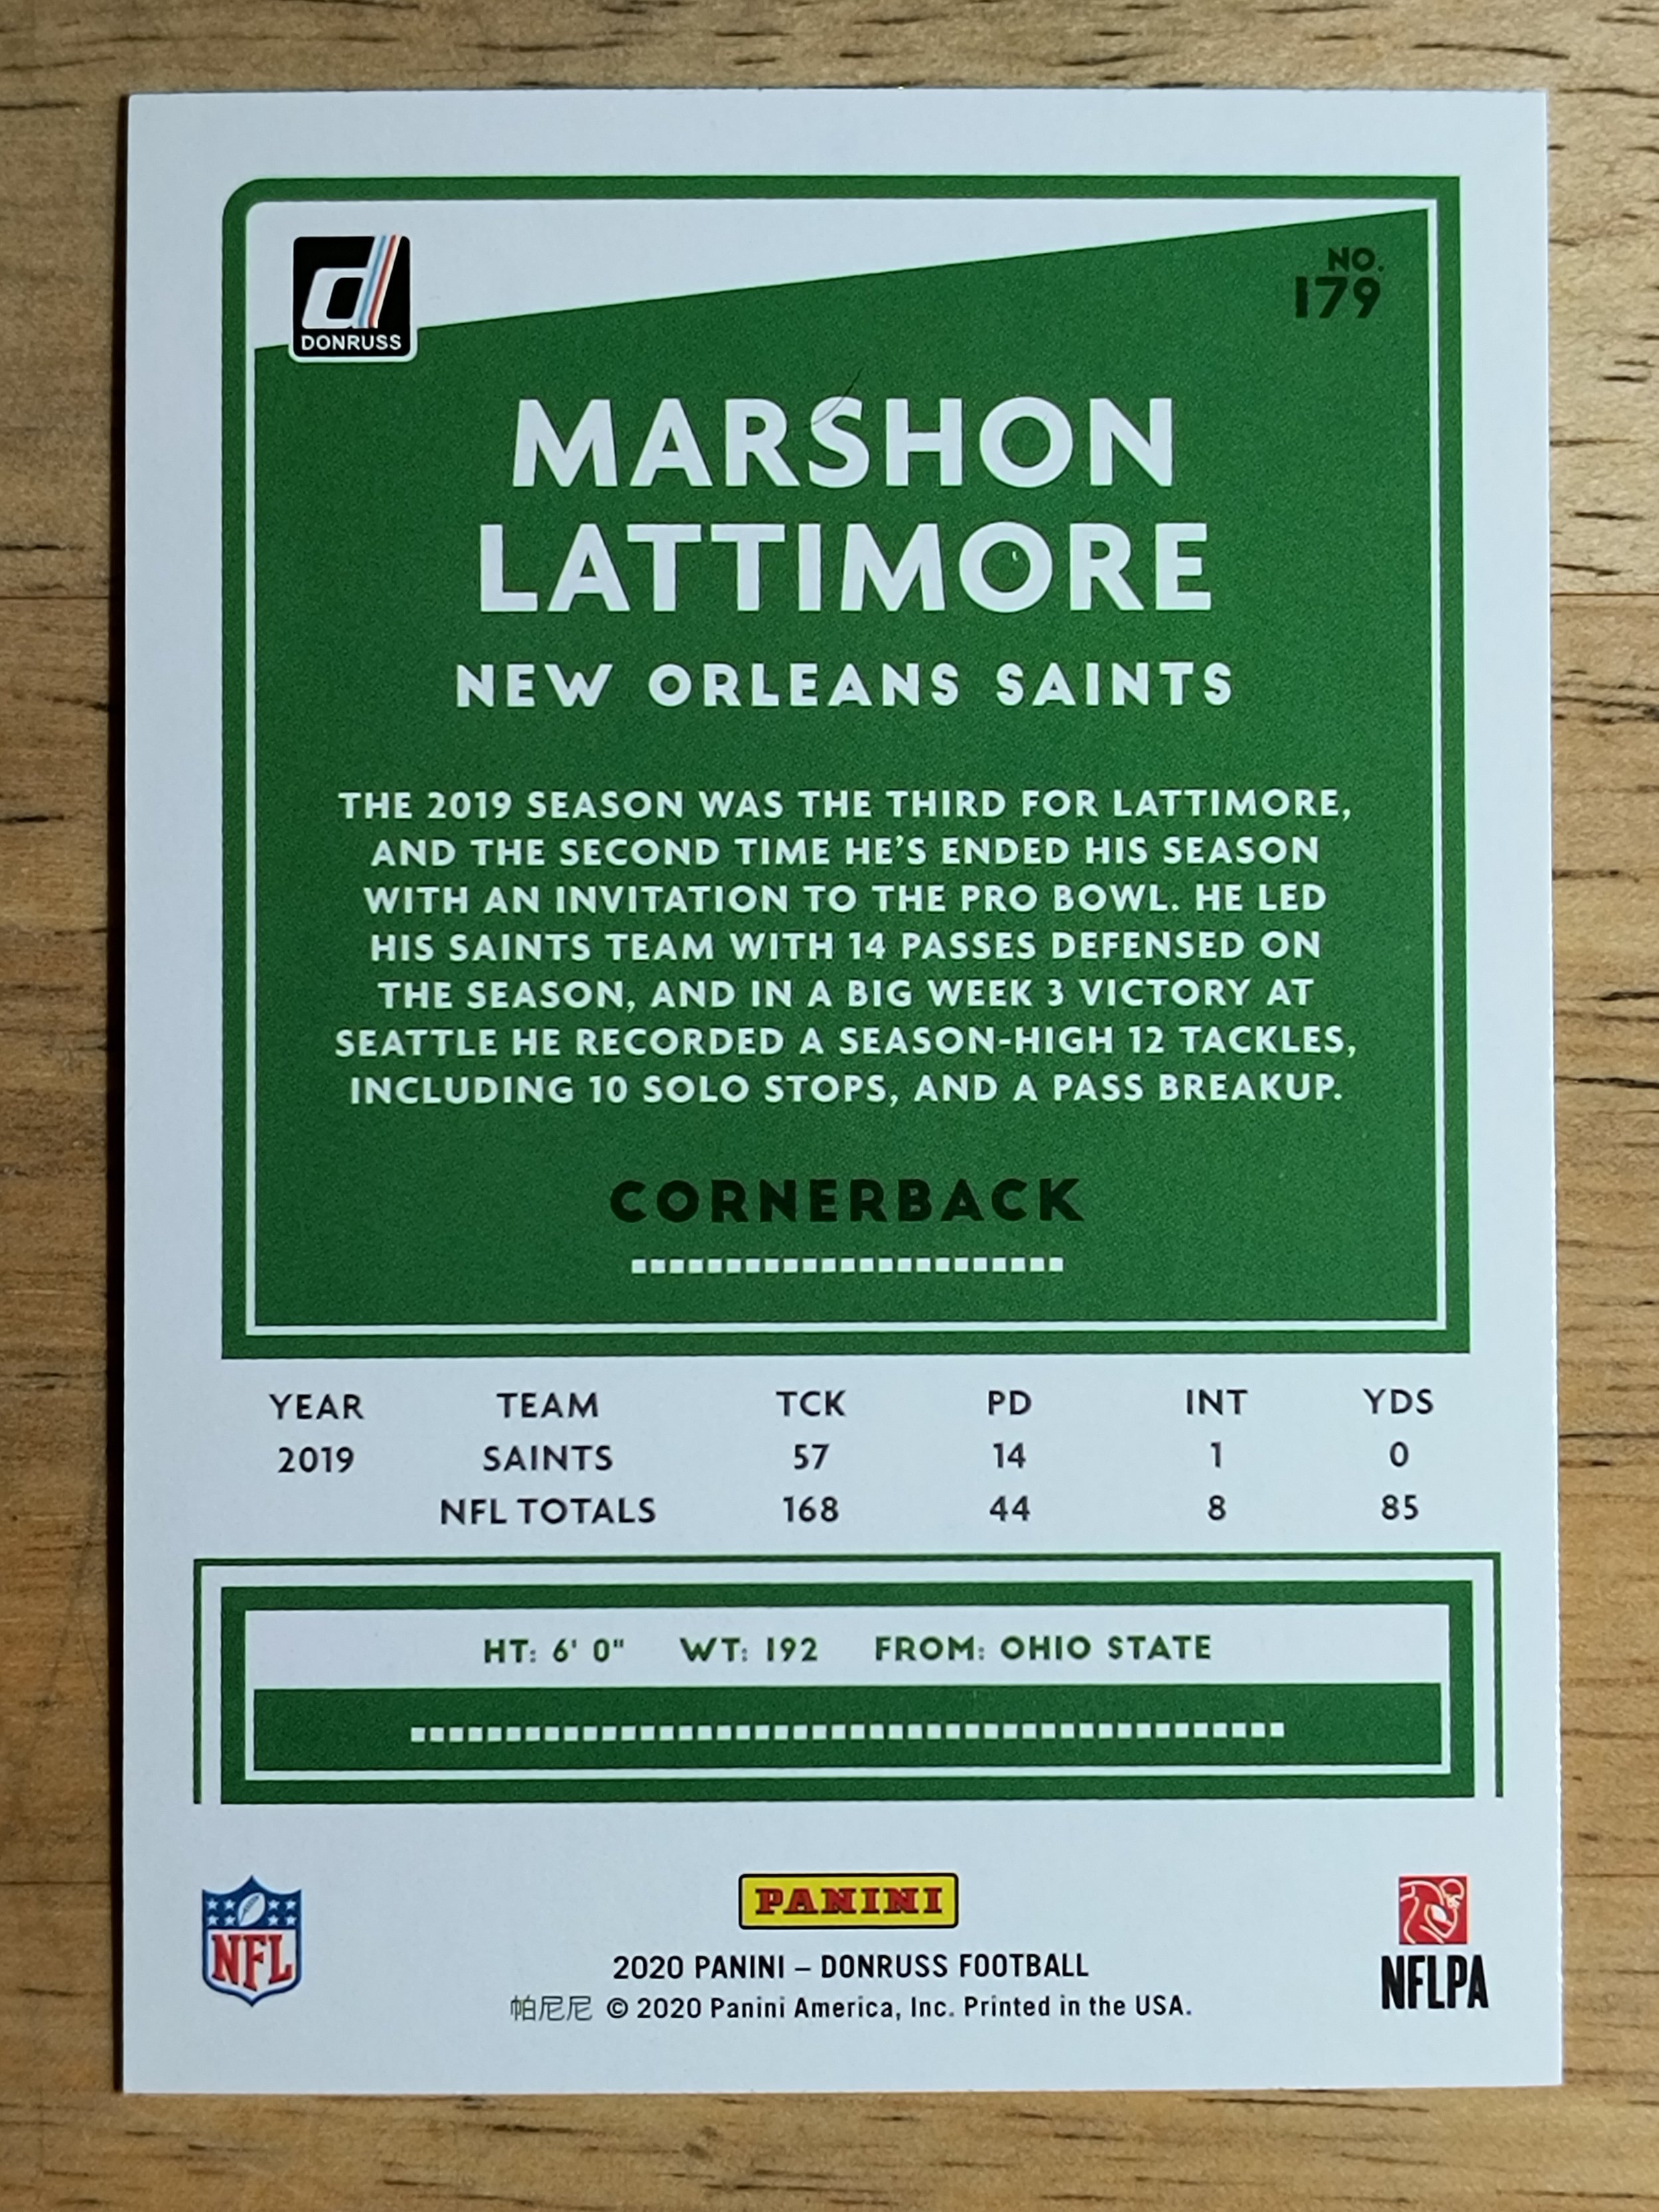 d
DONRUSS
NO.
179
MARSHON
LATTIMORE
NEW ORLEANS SAINTS
THE 2019 SEASON WAS THE THIRD FOR LATTIMORE,
AND THE SECOND TIME HE'S ENDED HIS SEASON
WITH AN INVITATION TO THE PRO BOWL. HE LED
HIS SAINTS TEAM WITH 14 PASSES DEFENSED ON
THE SEASON, AND IN A BIG WEEK 3 VICTORY AT
SEATTLE HE RECORDED A SEASON-HIGH 12 TACKLES,
INCLUDING 10 SOLO STOPS, AND A PASS BREAKUP.
CORNERBACK
YEAR TEAM TCK PD INT YDS
2019 SAINTS 57 14 1 0
NFL TOTALS 168 44 8 85
HT: 6' 0" WT: 192 FROM: OHIO STATE
NFL
PANINI
NFLPA
2020 PANINI – DONRUSS FOOTBALL
帕尼尼 © 2020 Panini America, Inc. Printed in the USA.